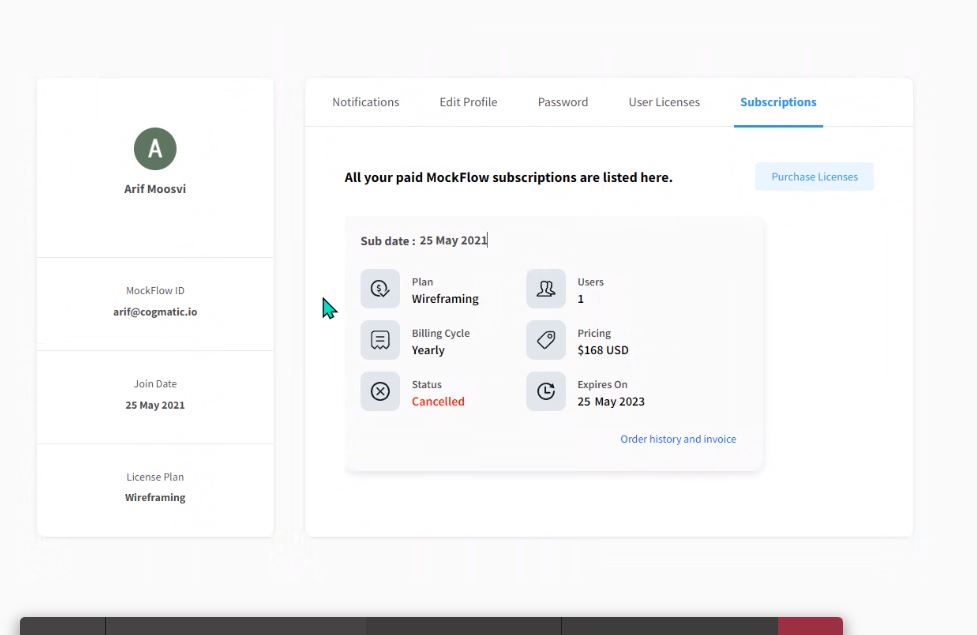 Notifications
Edit Profile
Password
User Licenses
Subscriptions
A
Arif Moosvi
MockFlow ID
arif@cogmatic.io
Join Date
25 May 2021
License Plan
Wireframing
All your paid MockFlow subscriptions are listed here.
Purchase Licenses
Sub date : 25 May 2021
Plan
Wireframing
Users
1
Billing Cycle
Yearly
Pricing
$168 USD
Status
Cancelled
Expires On
25 May 2023
Order history and invoice